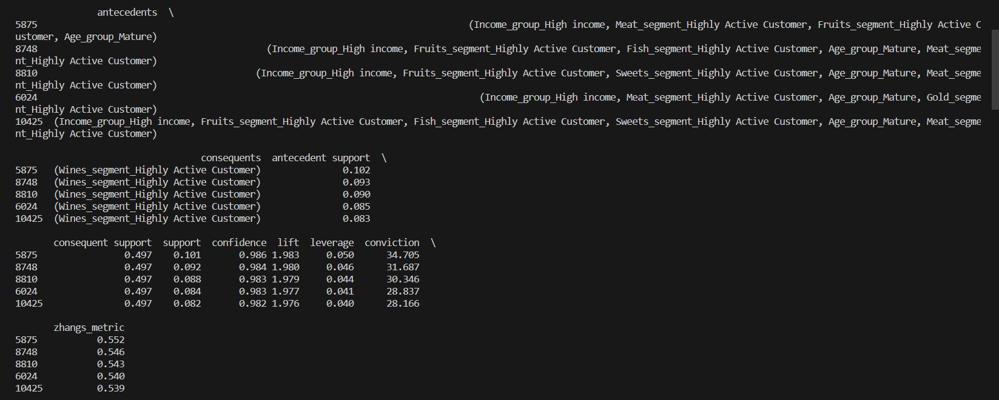 antecedents \
5875 (Income_group_High income, Meat_segment_Highly Active Customer, Fruits_segment_Highly Active C
ustomer, Age_group_Mature)
8748 (Income_group_High income, Fruits_segment_Highly Active Customer, Fish_segment_Highly Active Customer, Age_group_Mature, Meat_segme
nt_Highly Active Customer)
8810 (Income_group_High income, Fruits_segment_Highly Active Customer, Sweets_segment_Highly Active Customer, Age_group_Mature, Meat_segme
nt_Highly Active Customer)
6024 (Income_group_High income, Meat_segment_Highly Active Customer, Age_group_Mature, Gold_segme
nt_Highly Active Customer)
10425 (Income_group_High income, Fruits_segment_Highly Active Customer, Fish_segment_Highly Active Customer, Sweets_segment_Highly Active Customer, Age_group_Mature, Meat_segme
nt_Highly Active Customer)
consequents antecedent support \
5875 (Wines_segment_Highly Active Customer) 0.102
8748 (Wines_segment_Highly Active Customer) 0.093
8810 (Wines_segment_Highly Active Customer) 0.090
6024 (Wines_segment_Highly Active Customer) 0.085
10425 (Wines_segment_Highly Active Customer) 0.083
consequent support support confidence lift leverage conviction \
5875 0.497 0.101 0.986 1.983 0.050 34.705
8748 0.497 0.092 0.984 1.980 0.046 31.687
8810 0.497 0.088 0.983 1.979 0.044 30.346
6024 0.497 0.084 0.983 1.977 0.041 28.837
10425 0.497 0.082 0.982 1.976 0.040 28.166
zhangs_metric
5875 0.552
8748 0.546
8810 0.543
6024 0.540
10425 0.539